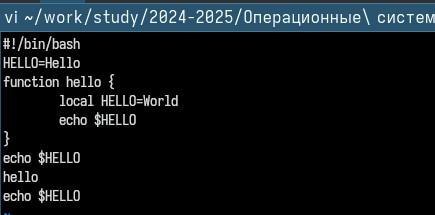 vi ~/work/study/2024-2025/Операционные\ систем
#!/bin/bash
HELLO=Hello
function hello {
        local HELLO=World
        echo $HELLO
}
echo $HELLO
hello
echo $HELLO